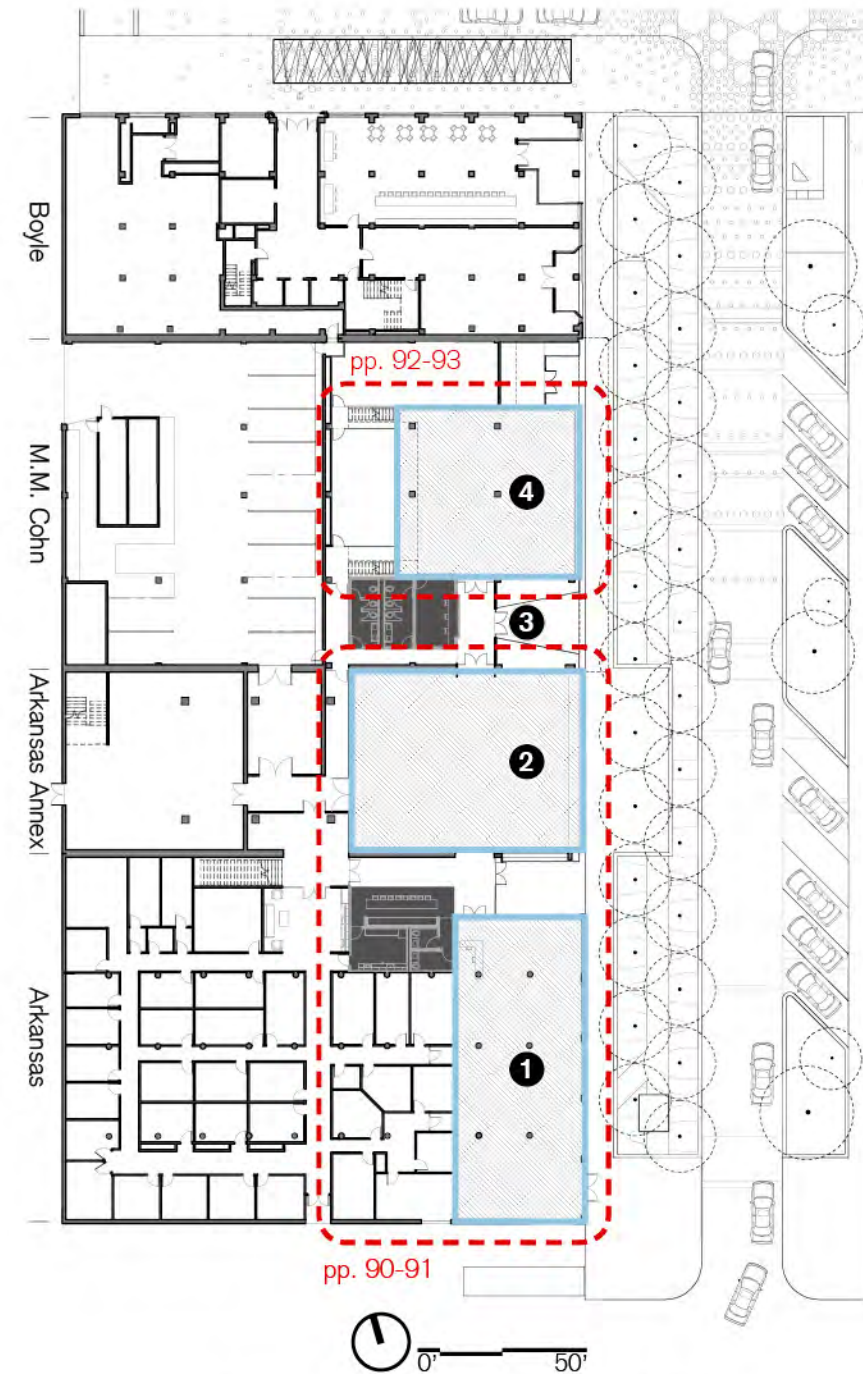 Boyle
pp. 92-93
M.M. Cohn
4
3
Arkansas Annex
2
Arkansas
1
pp. 90-91
0' 50'